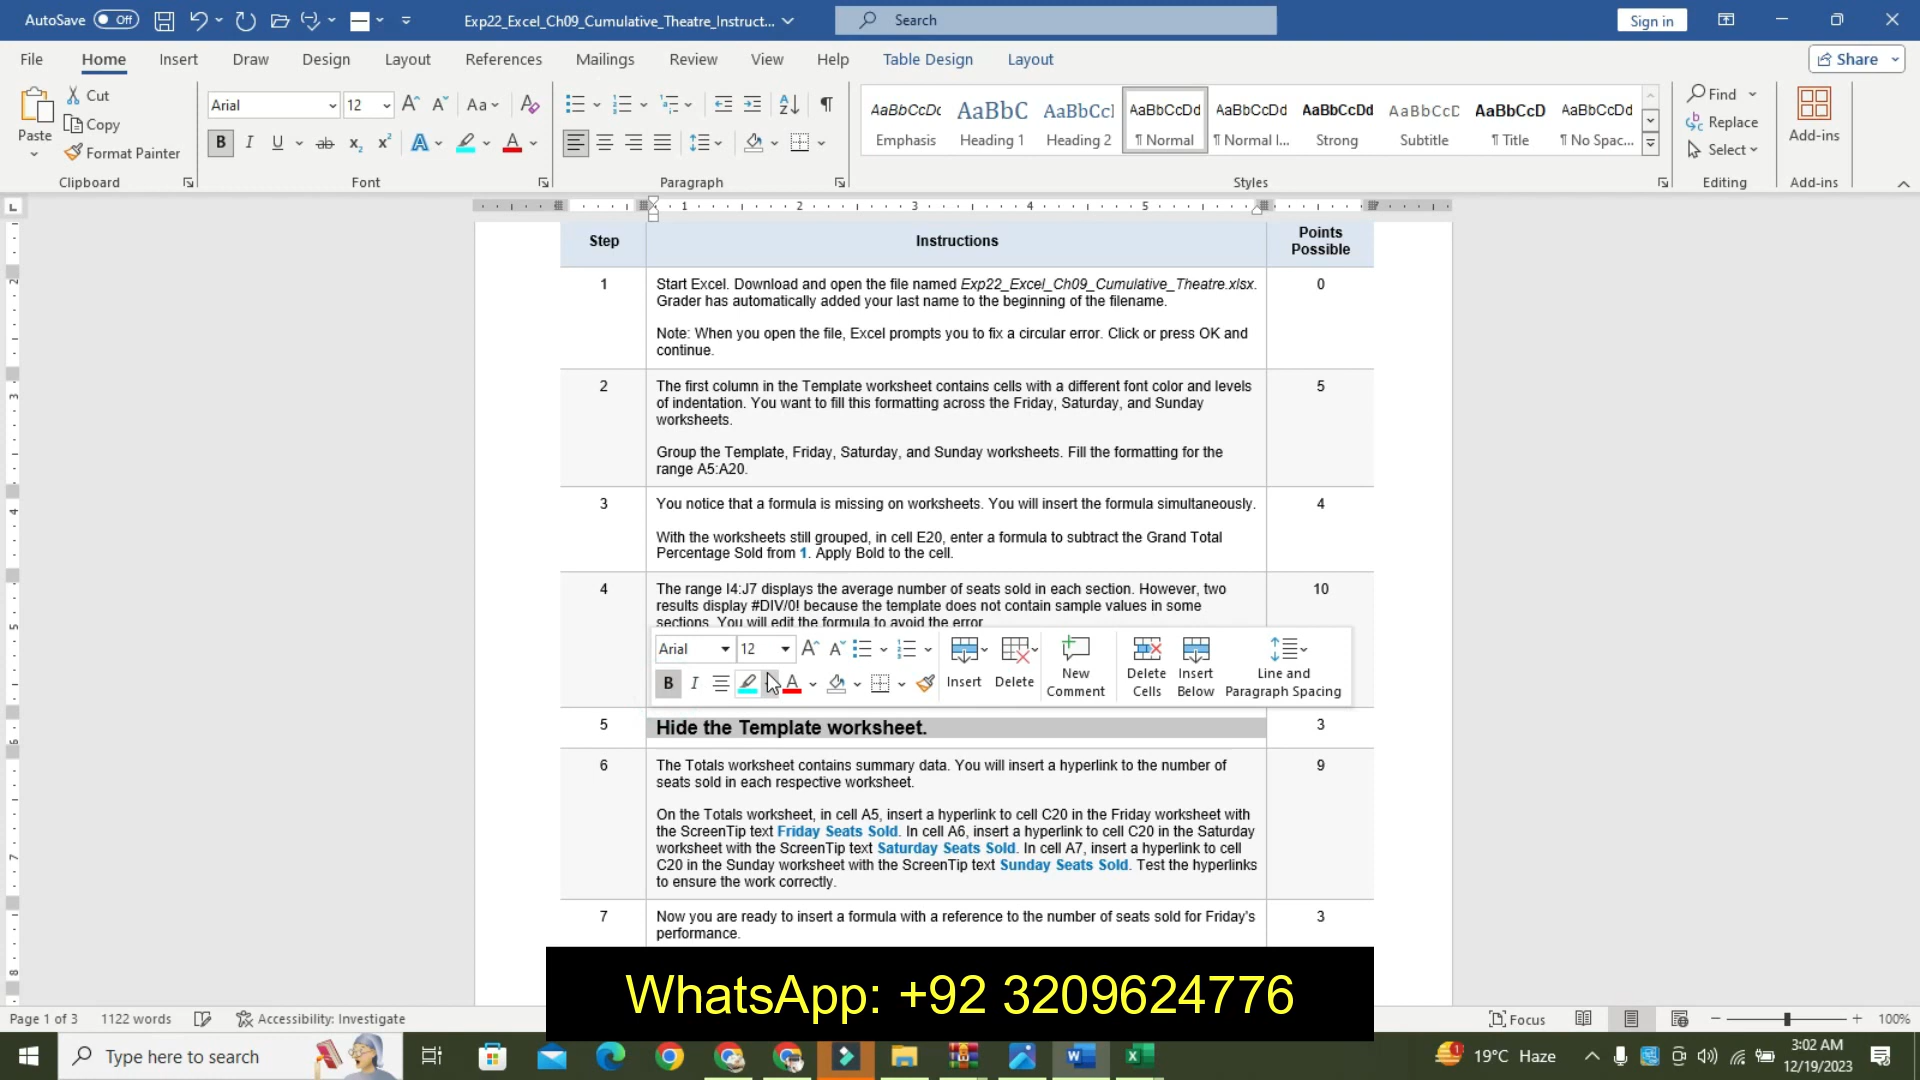 AutoSave Off Exp22_Excel_Ch09_Cumulative_Theatre_Instruct... Search Sign in
File Home Insert Draw Design Layout References Mailings Review View Help Table Design Layout Share
Paste Cut Copy Format Painter
Arial 12 Aa
B I U ab x₂ x² A A
AaBbCcDc Emphasis
AaBbC Heading 1
AaBbCcI Heading 2
AaBbCcDd ¶ Normal
AaBbCcDd ¶ Normal I...
AaBbCcDd Strong
AaBbCcD Subtitle
AaBbCcD ¶ Title
AaBbCcDd ¶ No Spac...
Find
Replace
Select
Add-ins
Clipboard Font Paragraph Styles Editing Add-ins
1 2 3 4 5
Step Instructions Points Possible
1 Start Excel. Download and open the file named Exp22_Excel_Ch09_Cumulative_Theatre.xlsx. 0
Grader has automatically added your last name to the beginning of the filename.
Note: When you open the file, Excel prompts you to fix a circular error. Click or press OK and
continue.
2 The first column in the Template worksheet contains cells with a different font color and levels 5
of indentation. You want to fill this formatting across the Friday, Saturday, and Sunday
worksheets.
Group the Template, Friday, Saturday, and Sunday worksheets. Fill the formatting for the
range A5:A20.
3 You notice that a formula is missing on worksheets. You will insert the formula simultaneously. 4
With the worksheets still grouped, in cell E20, enter a formula to subtract the Grand Total
Percentage Sold from 1. Apply Bold to the cell.
4 The range I4:J7 displays the average number of seats sold in each section. However, two 10
results display #DIV/0! because the template does not contain sample values in some
sections. You will edit the formula to avoid the error
Arial 12
B I A Insert Delete New Comment Delete Cells Insert Below Line and Paragraph Spacing
5 Hide the Template worksheet. 3
6 The Totals worksheet contains summary data. You will insert a hyperlink to the number of 9
seats sold in each respective worksheet.
On the Totals worksheet, in cell A5, insert a hyperlink to cell C20 in the Friday worksheet with
the ScreenTip text Friday Seats Sold. In cell A6, insert a hyperlink to cell C20 in the Saturday
worksheet with the ScreenTip text Saturday Seats Sold. In cell A7, insert a hyperlink to cell
C20 in the Sunday worksheet with the ScreenTip text Sunday Seats Sold. Test the hyperlinks
to ensure the work correctly.
7 Now you are ready to insert a formula with a reference to the number of seats sold for Friday's 3
performance.
WhatsApp: +92 3209624776
Page 1 of 3 1122 words Accessibility: Investigate Focus 100%
Type here to search 19°C Haze 3:02 AM
12/19/2023